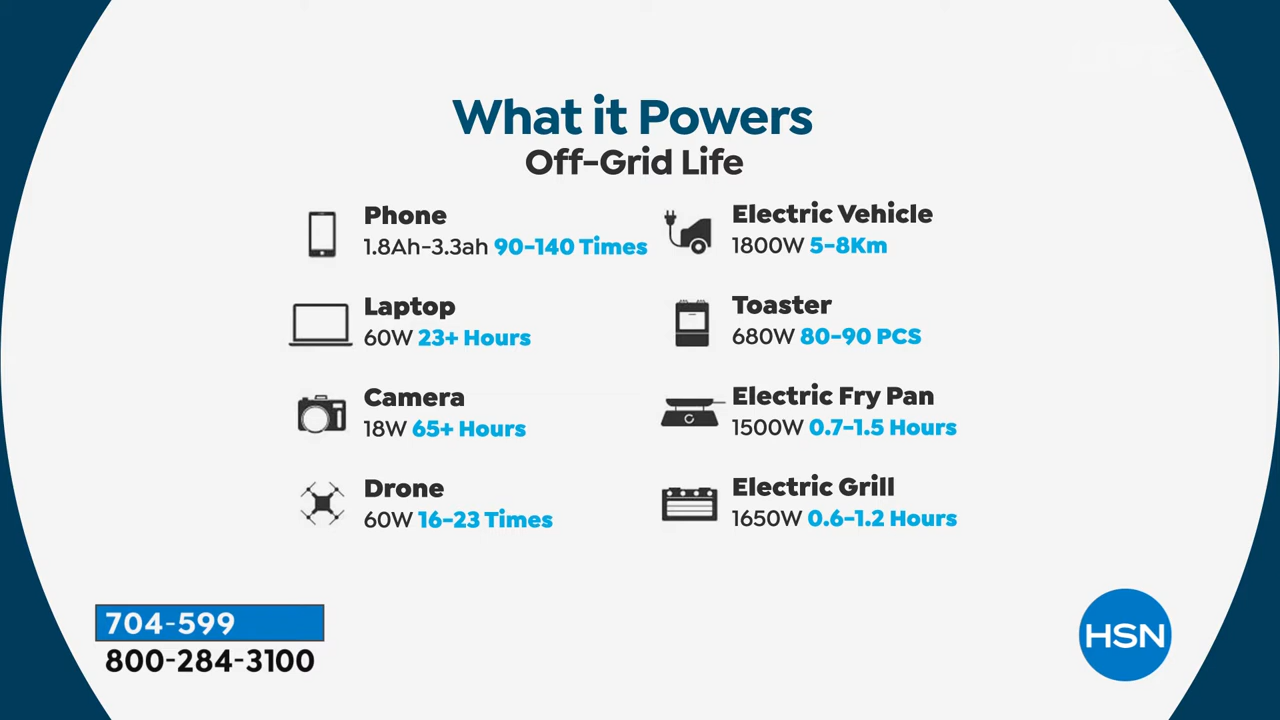 What it Powers
Off-Grid Life
Phone
1.8Ah-3.3ah 90-140 Times
Laptop
60W 23+ Hours
Camera
18W 65+ Hours
Drone
60W 16-23 Times
Electric Vehicle
1800W 5-8Km
Toaster
680W 80-90 PCS
Electric Fry Pan
1500W 0.7-1.5 Hours
Electric Grill
1650W 0.6-1.2 Hours
704-599
800-284-3100
HSN